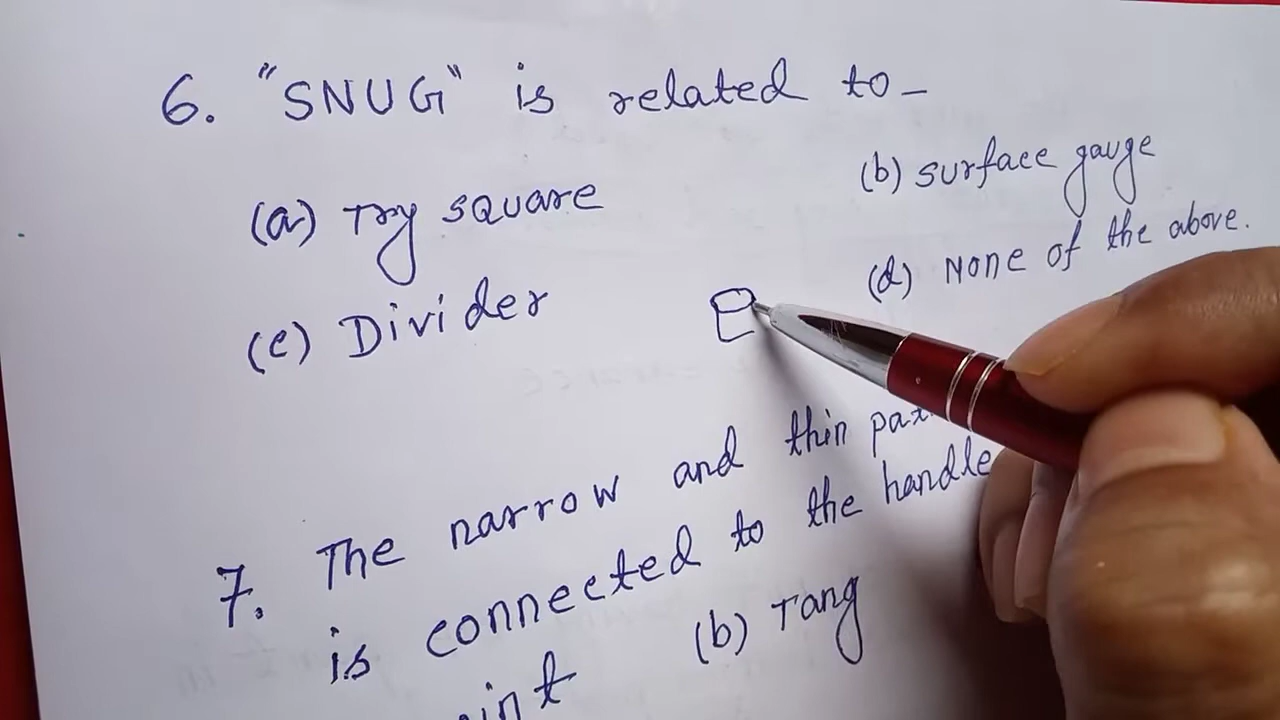 6. "SNUG" is related to -
(a) Try square (b) surface gauge
(c) Divider (d) None of the above.
7. The narrow and thin
is connected to the handle
(b) Tang